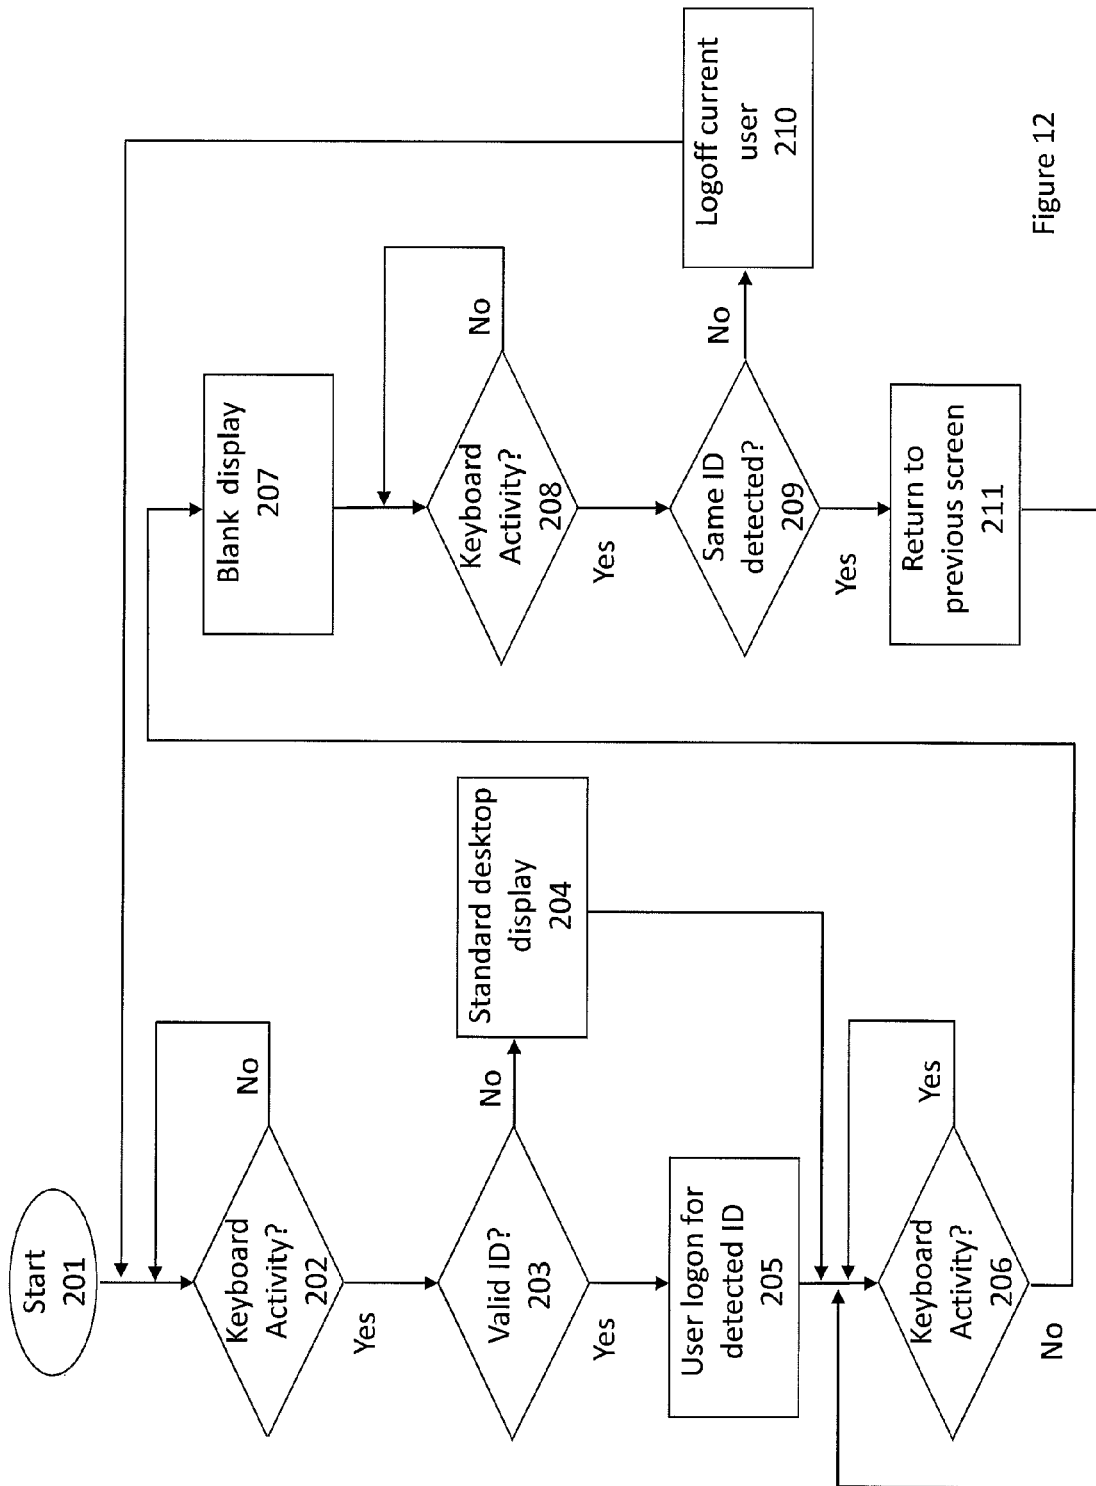 Start
201
Keyboard
Activity?
202
No
Yes
Valid ID?
203
No
Yes
Standard desktop
display
204
User logon for
detected ID
205
Keyboard
Activity?
206
Yes
No
Blank display
207
Keyboard
Activity?
208
No
Yes
Same ID
detected?
209
No
Yes
Logoff current
user
210
Return to
previous screen
211
Figure 12